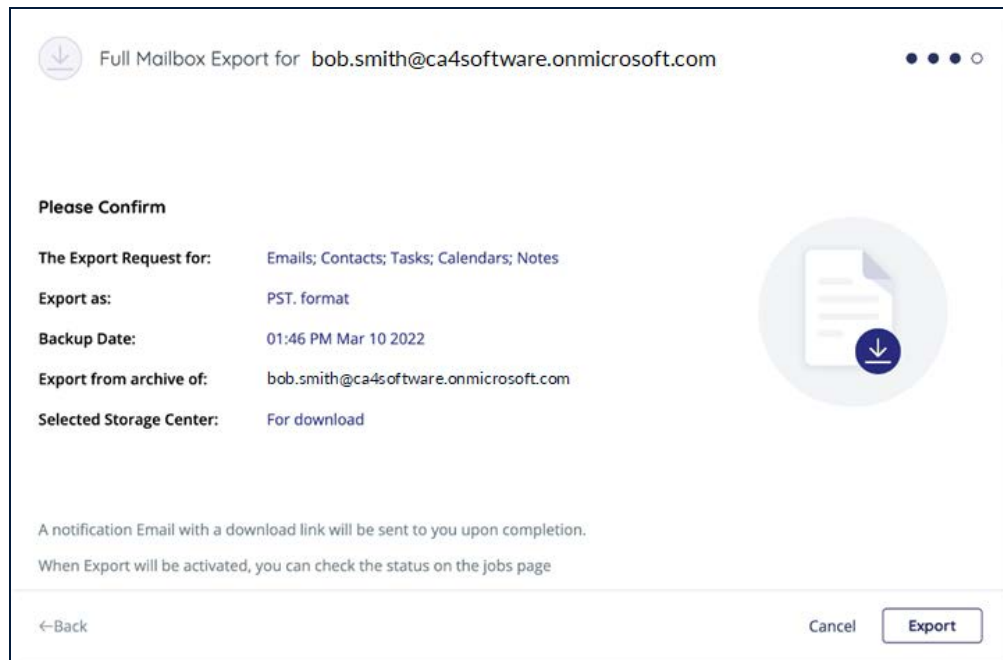 Full Mailbox Export for bob.smith@ca4software.onmicrosoft.com
Please Confirm
The Export Request for: Emails; Contacts; Tasks; Calendars; Notes
Export as: PST. format
Backup Date: 01:46 PM Mar 10 2022
Export from archive of: bob.smith@ca4software.onmicrosoft.com
Selected Storage Center: For download
A notification Email with a download link will be sent to you upon completion.
When Export will be activated, you can check the status on the jobs page
←Back Cancel Export